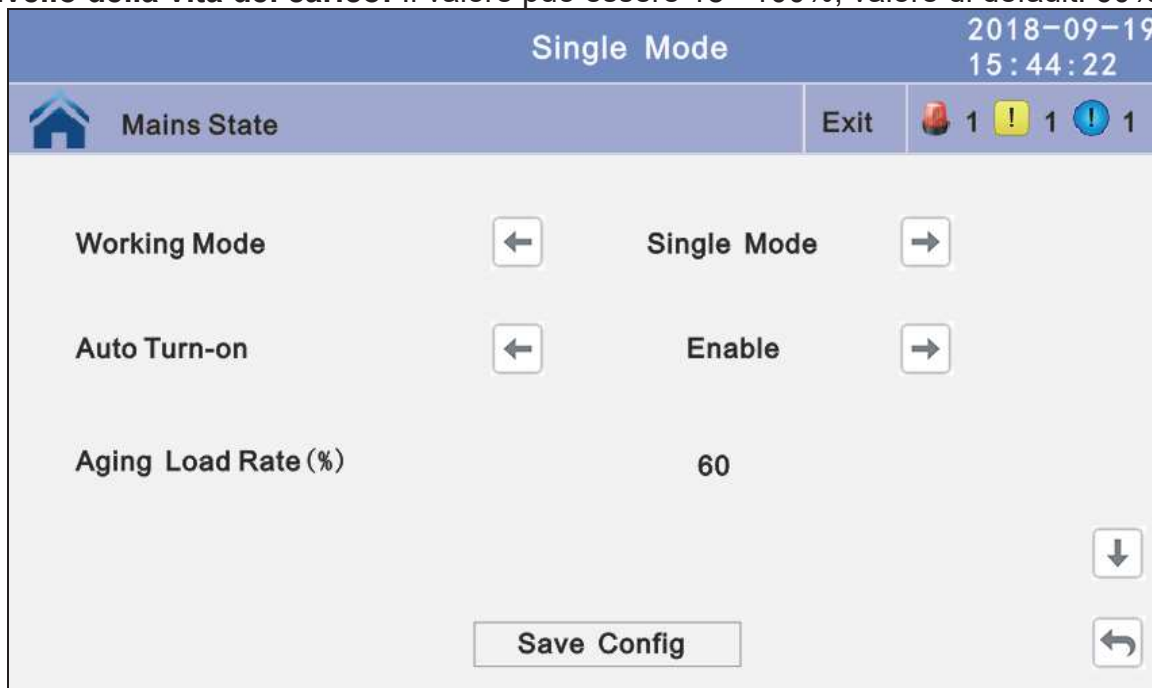 Single Mode
2018-09-19
15:44:22
Mains State
Exit
1
1
1
Working Mode
Single Mode
Auto Turn-on
Enable
Aging Load Rate(%)
60
Save Config